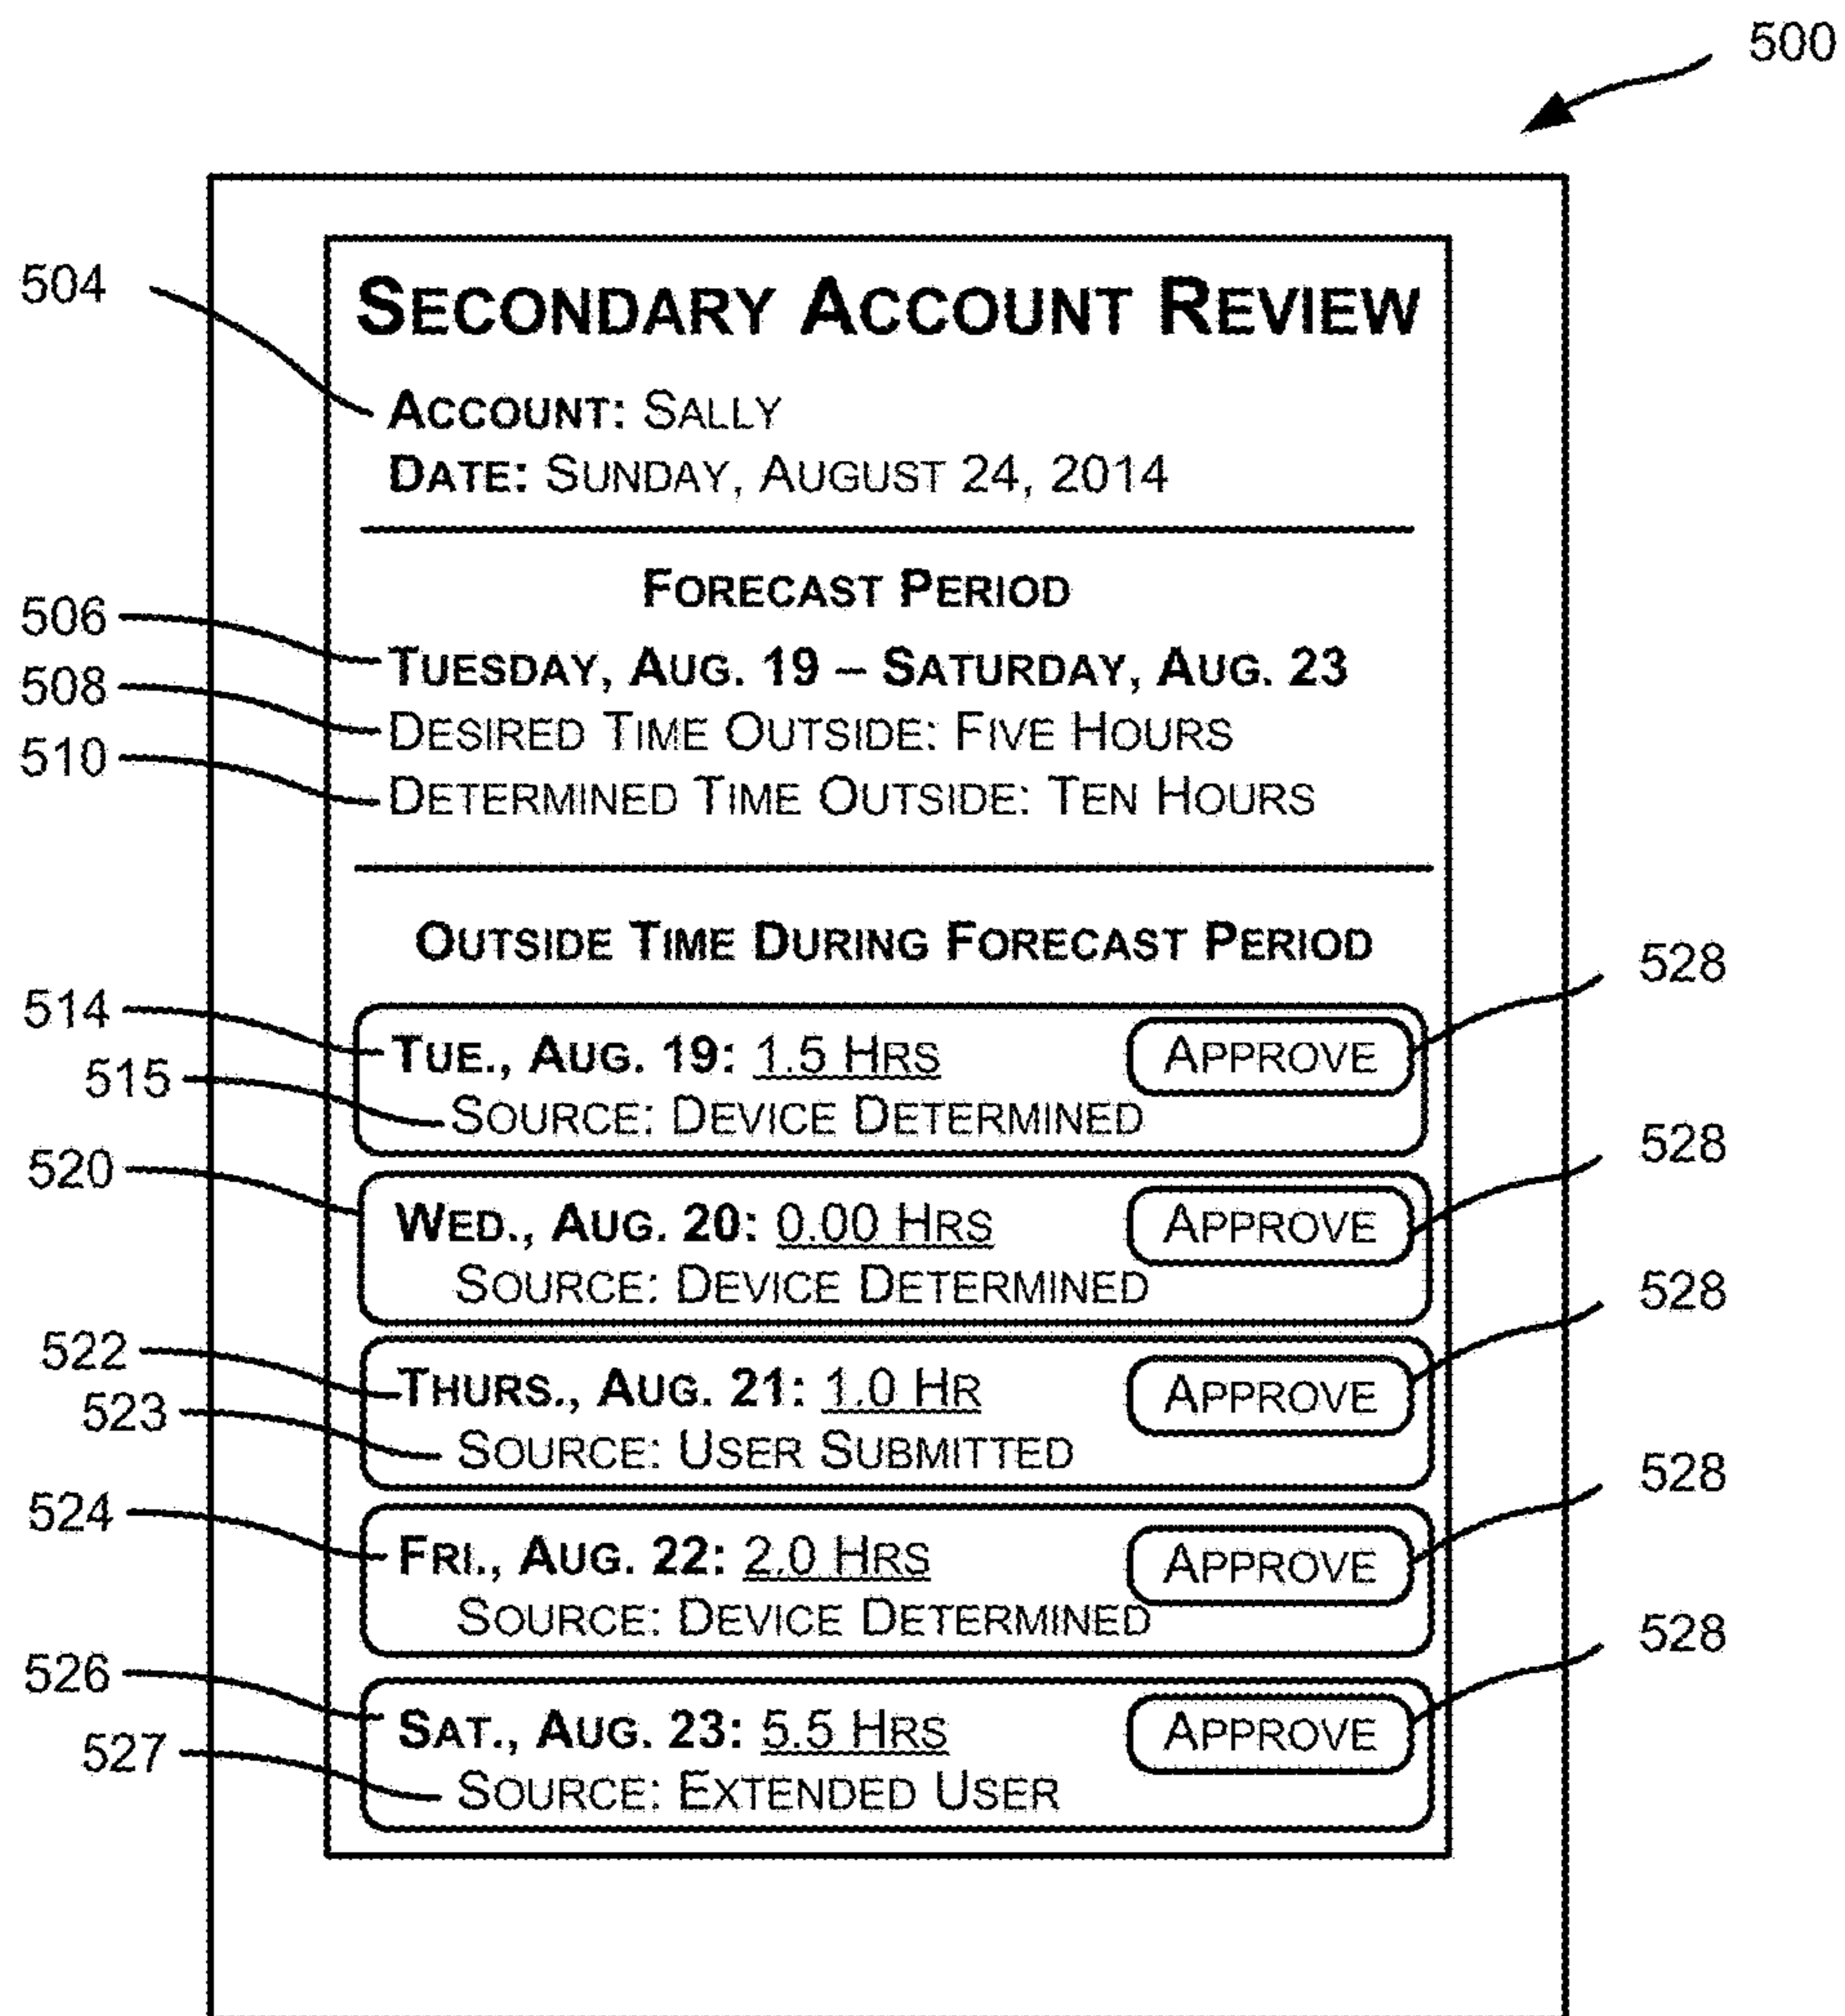 500
504
SECONDARY ACCOUNT REVIEW
ACCOUNT: SALLY
DATE: SUNDAY, AUGUST 24, 2014
FORECAST PERIOD
506
TUESDAY, AUG. 19 – SATURDAY, AUG. 23
508
DESIRED TIME OUTSIDE: FIVE HOURS
510
DETERMINED TIME OUTSIDE: TEN HOURS
OUTSIDE TIME DURING FORECAST PERIOD
528
514
TUE., AUG. 19: 1.5 HRS APPROVE
515
SOURCE: DEVICE DETERMINED
528
520
WED., AUG. 20: 0.00 HRS APPROVE
SOURCE: DEVICE DETERMINED
528
522
THURS., AUG. 21: 1.0 HR APPROVE
523
SOURCE: USER SUBMITTED
528
524
FRI., AUG. 22: 2.0 HRS APPROVE
SOURCE: DEVICE DETERMINED
528
526
SAT., AUG. 23: 5.5 HRS APPROVE
527
SOURCE: EXTENDED USER